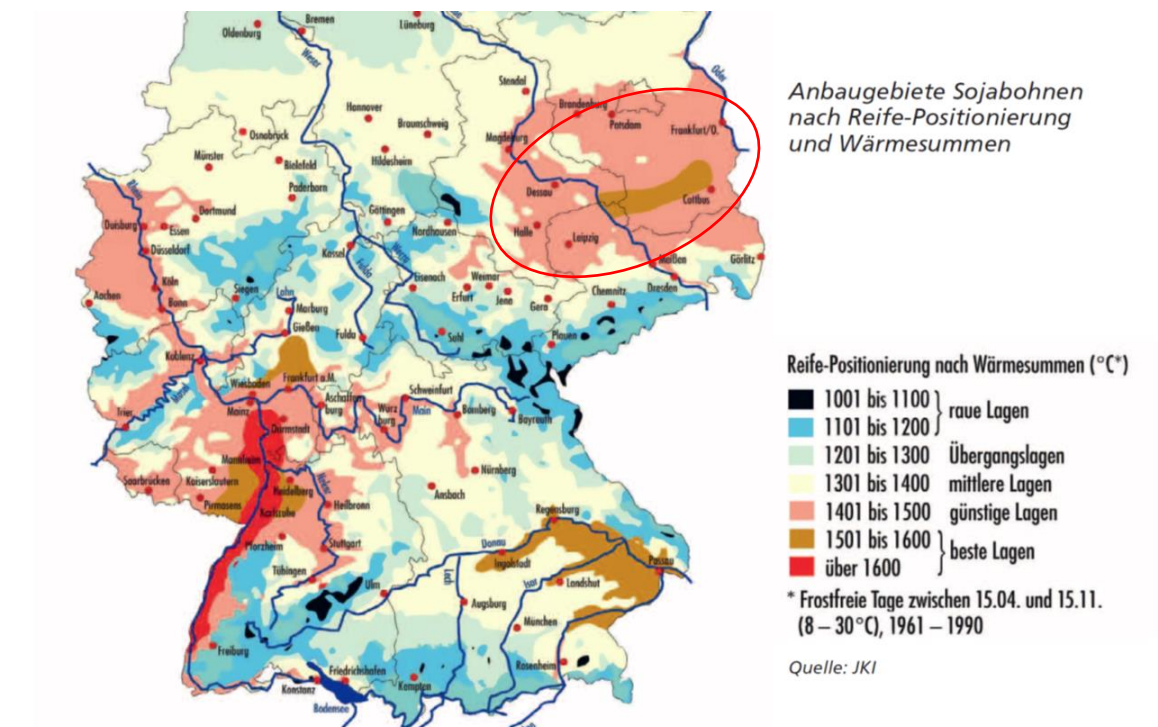 Bremen
Oldenburg
Lüneburg
Weser
Stendal
Oder
Hannover
Braunschweig
Brandenburg
Potsdam
Frankfurt/O.
Osnabrück
Magdeburg
Münster
Bielefeld
Hildesheim
Rhein
Paderborn
Dessau
Cottbus
Dortmund
Göttingen
Duisburg
Essen
Nordhausen
Halle
Leipzig
Düsseldorf
Kassel
Fulda
Werra
Meißen
Görlitz
Köln
Siegen
Eisenach
Weimar
Erfurt
Jena
Gera
Chemnitz
Dresden
Aachen
Bonn
Lahn
Marburg
Gießen
Fulda
Suhl
Plauen
Koblenz
Wiesbaden
Frankfurt a.M.
Schweinfurt
Mosel
Mainz
Aschaffen
burg
Würz
burg
Main
Bamberg
Bayreuth
Trier
Darmstadt
Mannheim
Saarbrücken
Kaiserslautern
Heidelberg
Neckar
Nürnberg
Ansbach
Pirmasens
Karlsruhe
Heilbronn
Regensburg
Pforzheim
Stuttgart
Donau
Ingolstadt
Passau
Tübingen
Ulm
Lech
Isar
Landshut
Augsburg
München
Freiburg
Friedrichshafen
Kempten
Rosenheim
Konstanz
Bodensee
Anbaugebiete Sojabohnen
nach Reife-Positionierung
und Wärmesummen
Reife-Positionierung nach Wärmesummen (°C*)
1001 bis 1100
raue Lagen
1101 bis 1200
1201 bis 1300 Übergangslagen
1301 bis 1400 mittlere Lagen
1401 bis 1500 günstige Lagen
1501 bis 1600
beste Lagen
über 1600
* Frostfreie Tage zwischen 15.04. und 15.11.
(8 – 30°C), 1961 – 1990
Quelle: JKI